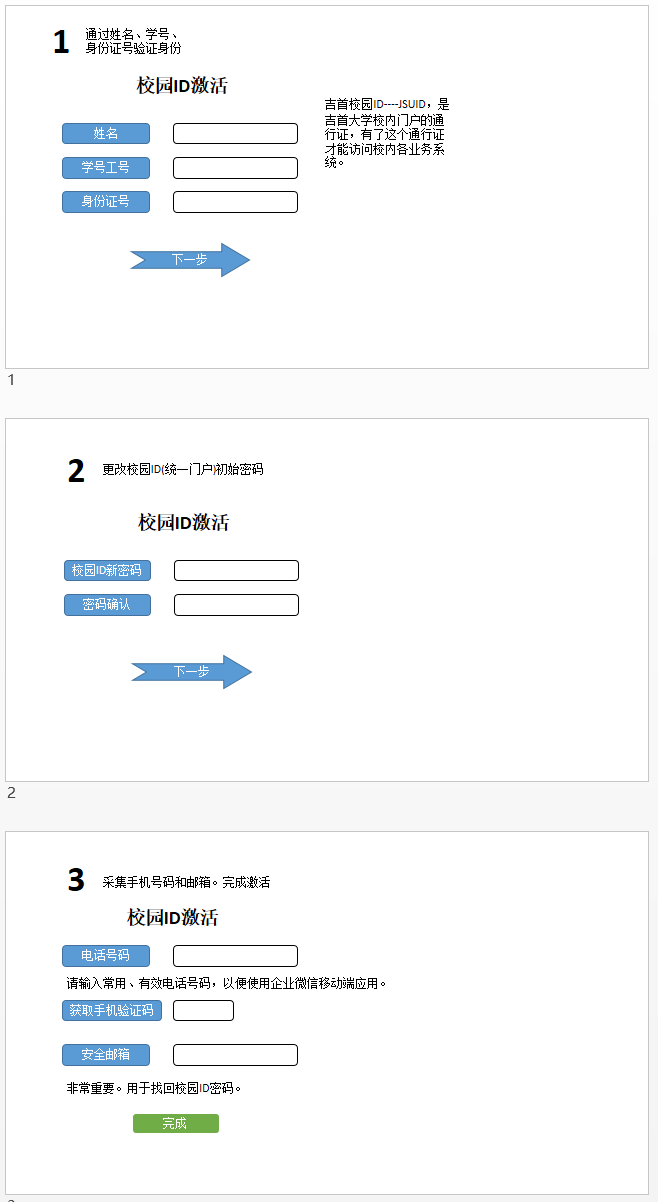 1
通过姓名、学号、
身份证号验证身份
校园ID激活
吉首校园ID----JSUID，是
吉首大学校内门户的通
行证，有了这个通行证
才能访问校内各业务系
统。
姓名
学号工号
身份证号
下一步
1
2
更改校园ID(统一门户)初始密码
校园ID激活
校园ID新密码
密码确认
下一步
2
3
采集手机号码和邮箱。完成激活
校园ID激活
电话号码
请输入常用、有效电话号码，以便使用企业微信移动端应用。
获取手机验证码
安全邮箱
非常重要。用于找回校园ID密码。
完成